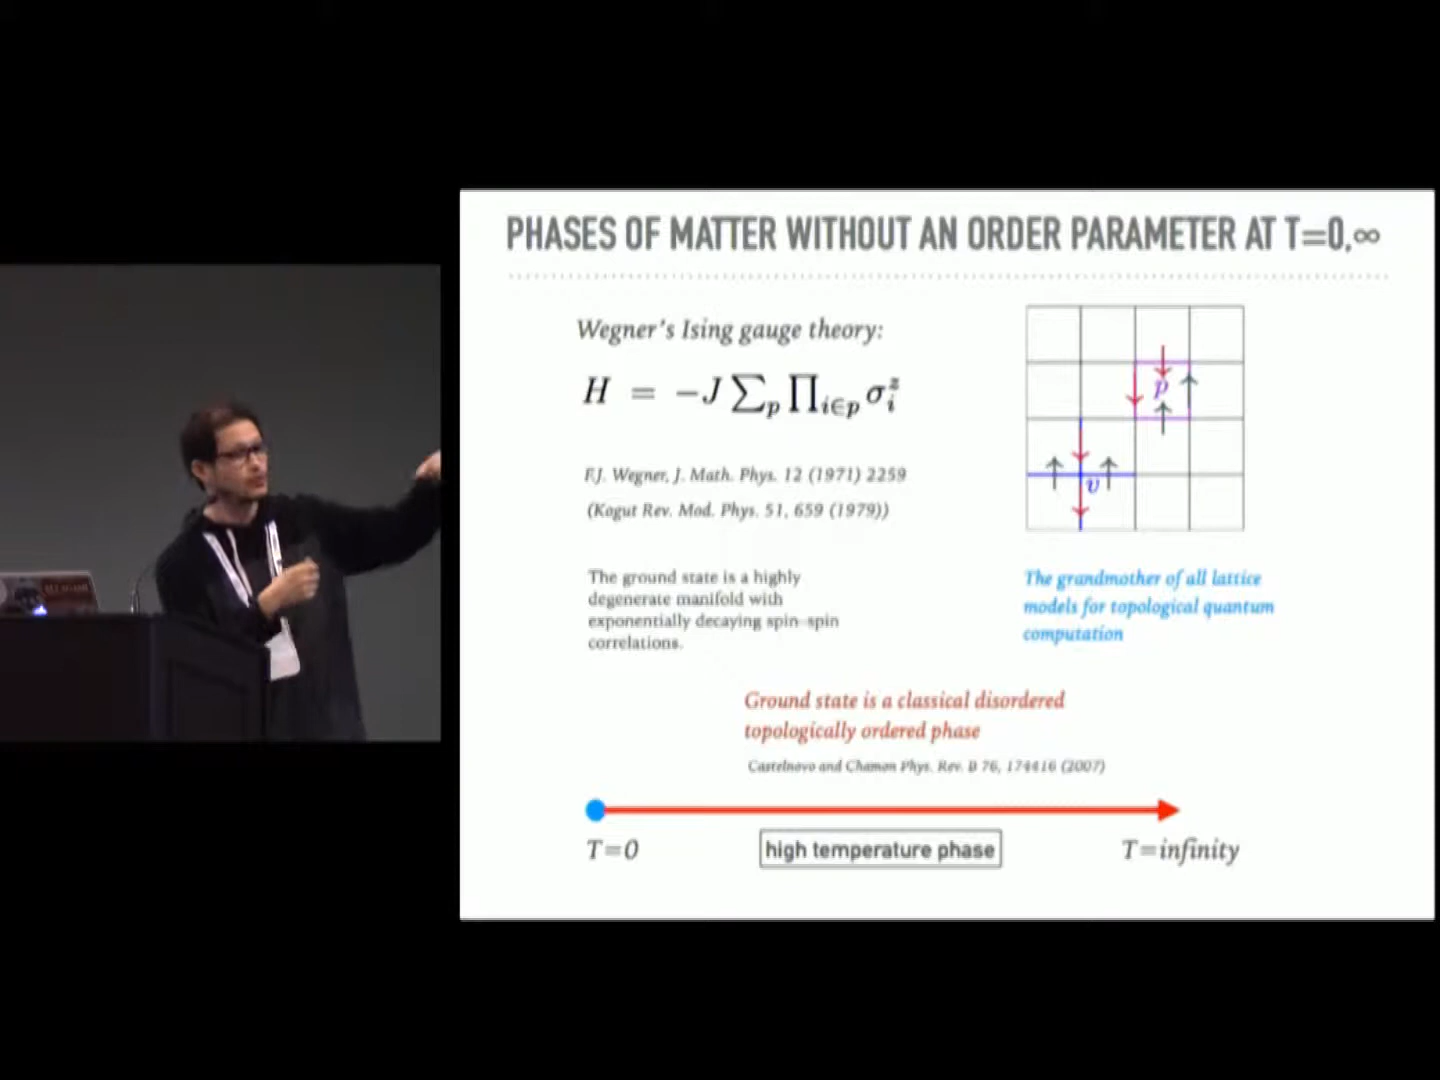 PHASES OF MATTER WITHOUT AN ORDER PARAMETER AT T=0,∞
Wegner's Ising gauge theory:
H = −J ∑_p ∏_{i∈p} σ_i^z
F.J. Wegner, J. Math. Phys. 12 (1971) 2259
(Kogut Rev. Mod. Phys. 51, 659 (1979))
p
v
The ground state is a highly
degenerate manifold with
exponentially decaying spin-spin
correlations.
The grandmother of all lattice
models for topological quantum
computation
Ground state is a classical disordered
topologically ordered phase
Castelnovo and Chamon Phys. Rev. B 76, 174416 (2007)
T=0
high temperature phase
T=infinity